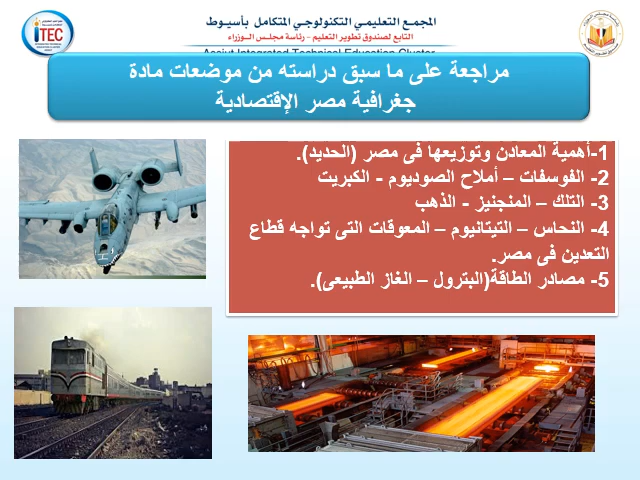 المجمع التعليمي التكنولوجي المتكامل بأسيوط
التابع لصندوق تطوير التعليم - رئاسة مجلس الوزراء
Assiut Integrated Technical Education Cluster
iTEC
مراجعة على ما سبق دراسته من موضعات مادة
جغرافية مصر الإقتصادية
1-أهمية المعادن وتوزيعها فى مصر (الحديد).
2- الفوسفات – أملاح الصوديوم - الكبريت
3- التلك – المنجنيز - الذهب
4- النحاس – التيتانيوم – المعوقات التى تواجه قطاع
التعدين فى مصر.
5- مصادر الطاقة(البترول – الغاز الطبيعى).